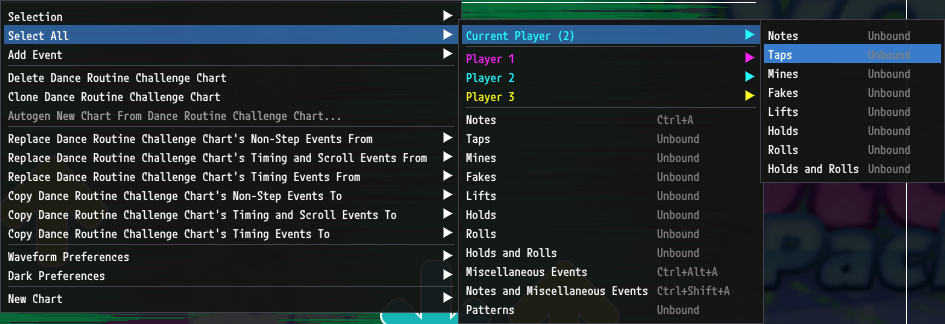 Selection
Select All
Add Event
Delete Dance Routine Challenge Chart
Clone Dance Routine Challenge Chart
Autogen New Chart From Dance Routine Challenge Chart...
Replace Dance Routine Challenge Chart's Non-Step Events From
Replace Dance Routine Challenge Chart's Timing and Scroll Events From
Replace Dance Routine Challenge Chart's Timing Events From
Copy Dance Routine Challenge Chart's Non-Step Events To
Copy Dance Routine Challenge Chart's Timing and Scroll Events To
Copy Dance Routine Challenge Chart's Timing Events To
Waveform Preferences
Dark Preferences
New Chart
Current Player (2)
Player 1
Player 2
Player 3
Notes Ctrl+A
Taps Unbound
Mines Unbound
Fakes Unbound
Lifts Unbound
Holds Unbound
Rolls Unbound
Holds and Rolls Unbound
Miscellaneous Events Ctrl+Alt+A
Notes and Miscellaneous Events Ctrl+Shift+A
Patterns Unbound
Notes Unbound
Taps Unbound
Mines Unbound
Fakes Unbound
Lifts Unbound
Holds Unbound
Rolls Unbound
Holds and Rolls Unbound
Pack